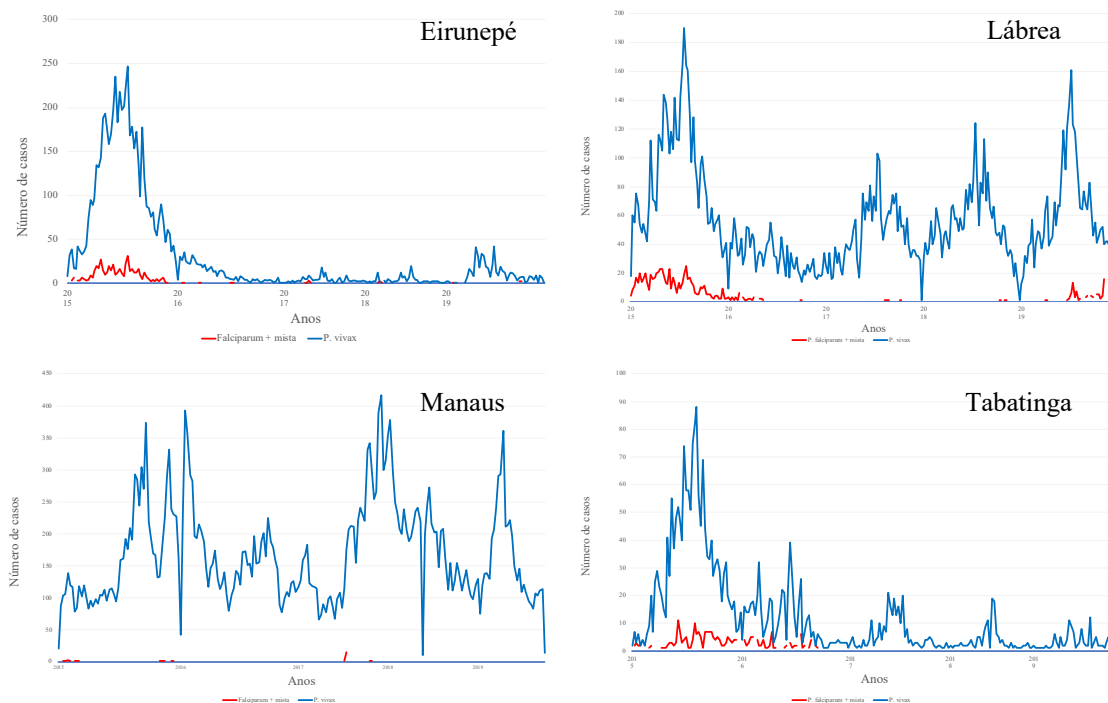 Eirunepé
300
250
200
150
100
50
0
Número de casos
20 15
20 16
20 17
20 18
20 19
Anos
Falciparum + mista
P. vivax
Lábrea
200
180
160
140
120
100
80
60
40
20
0
Número de casos
20 15
20 16
20 17
20 18
20 19
Anos
P. falciparum + mista
P. vivax
Manaus
450
400
350
300
250
200
150
100
50
0
Número de casos
2015
2016
2017
2018
2019
Anos
Falciparum + mista
P. vivax
Tabatinga
100
90
80
70
60
50
40
30
20
10
0
Número de casos
201 5
201 6
201 7
201 8
201 9
Anos
P. falciparum + mista
P. vivax